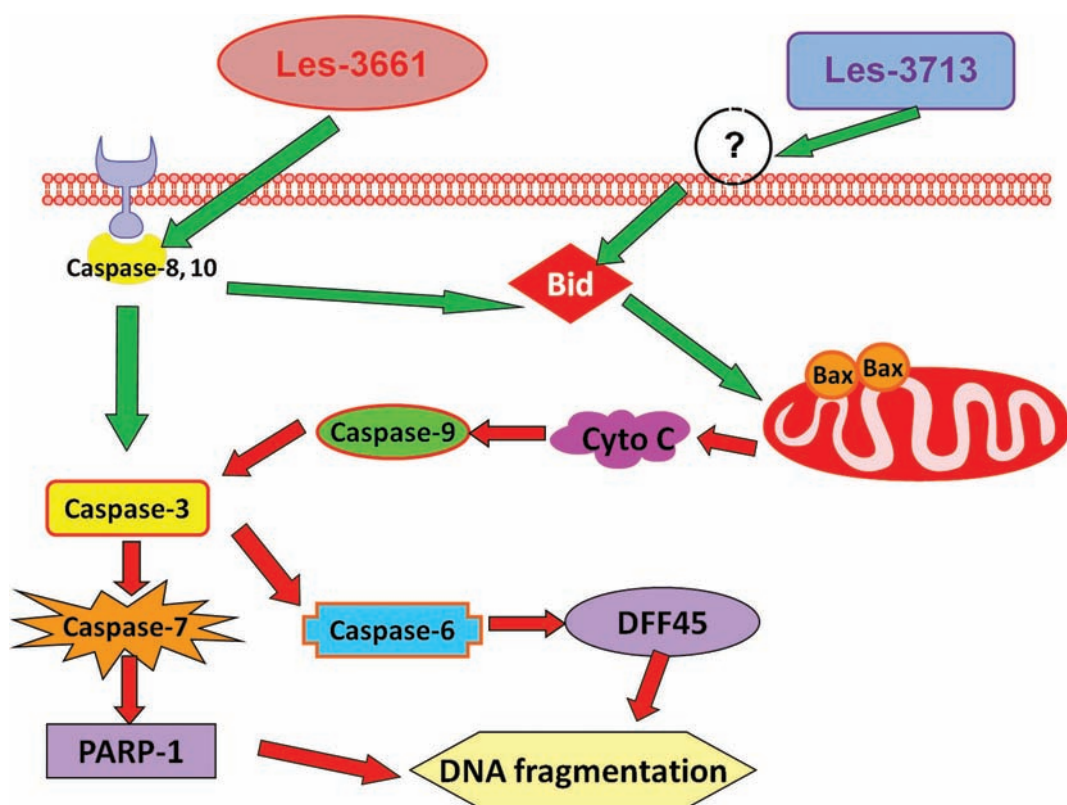 Les-3661
Les-3713
?
Caspase-8, 10
Bid
Bax
Bax
Caspase-9
Cyto C
Caspase-3
Caspase-7
Caspase-6
DFF45
PARP-1
DNA fragmentation